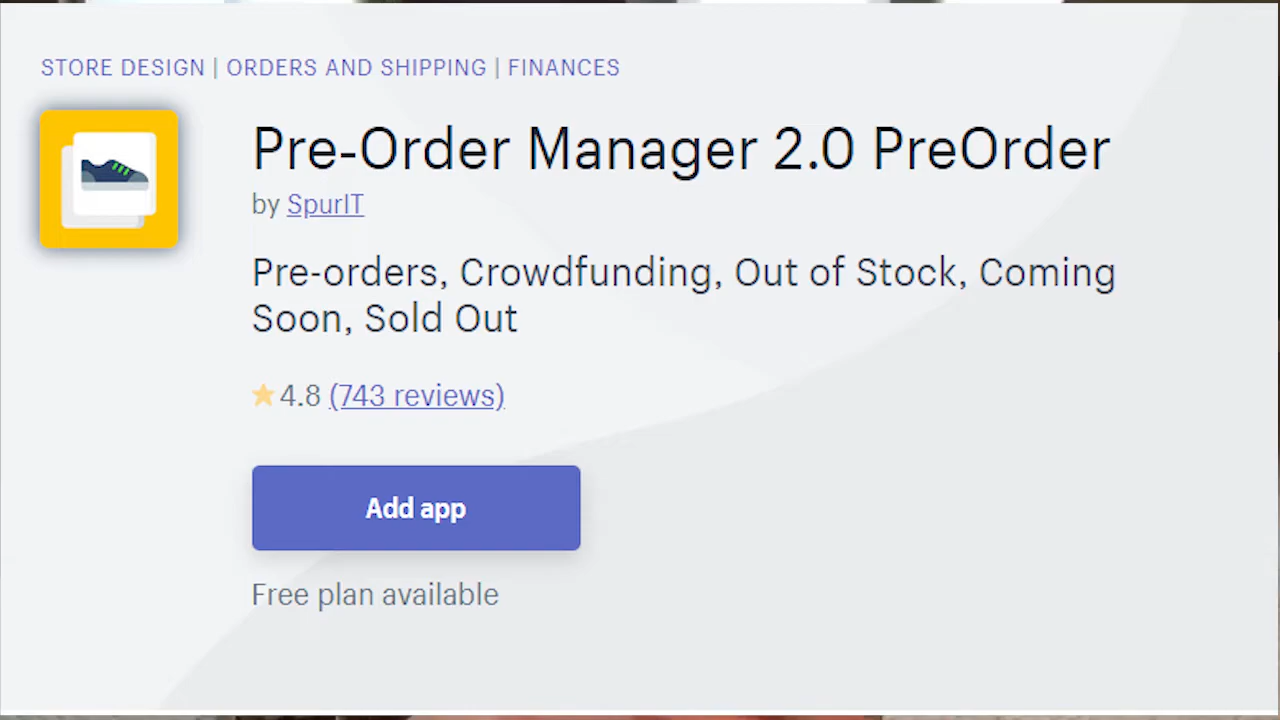 STORE DESIGN | ORDERS AND SHIPPING | FINANCES
Pre-Order Manager 2.0 PreOrder
by SpurIT
Pre-orders, Crowdfunding, Out of Stock, Coming
Soon, Sold Out
4.8 (743 reviews)
Add app
Free plan available